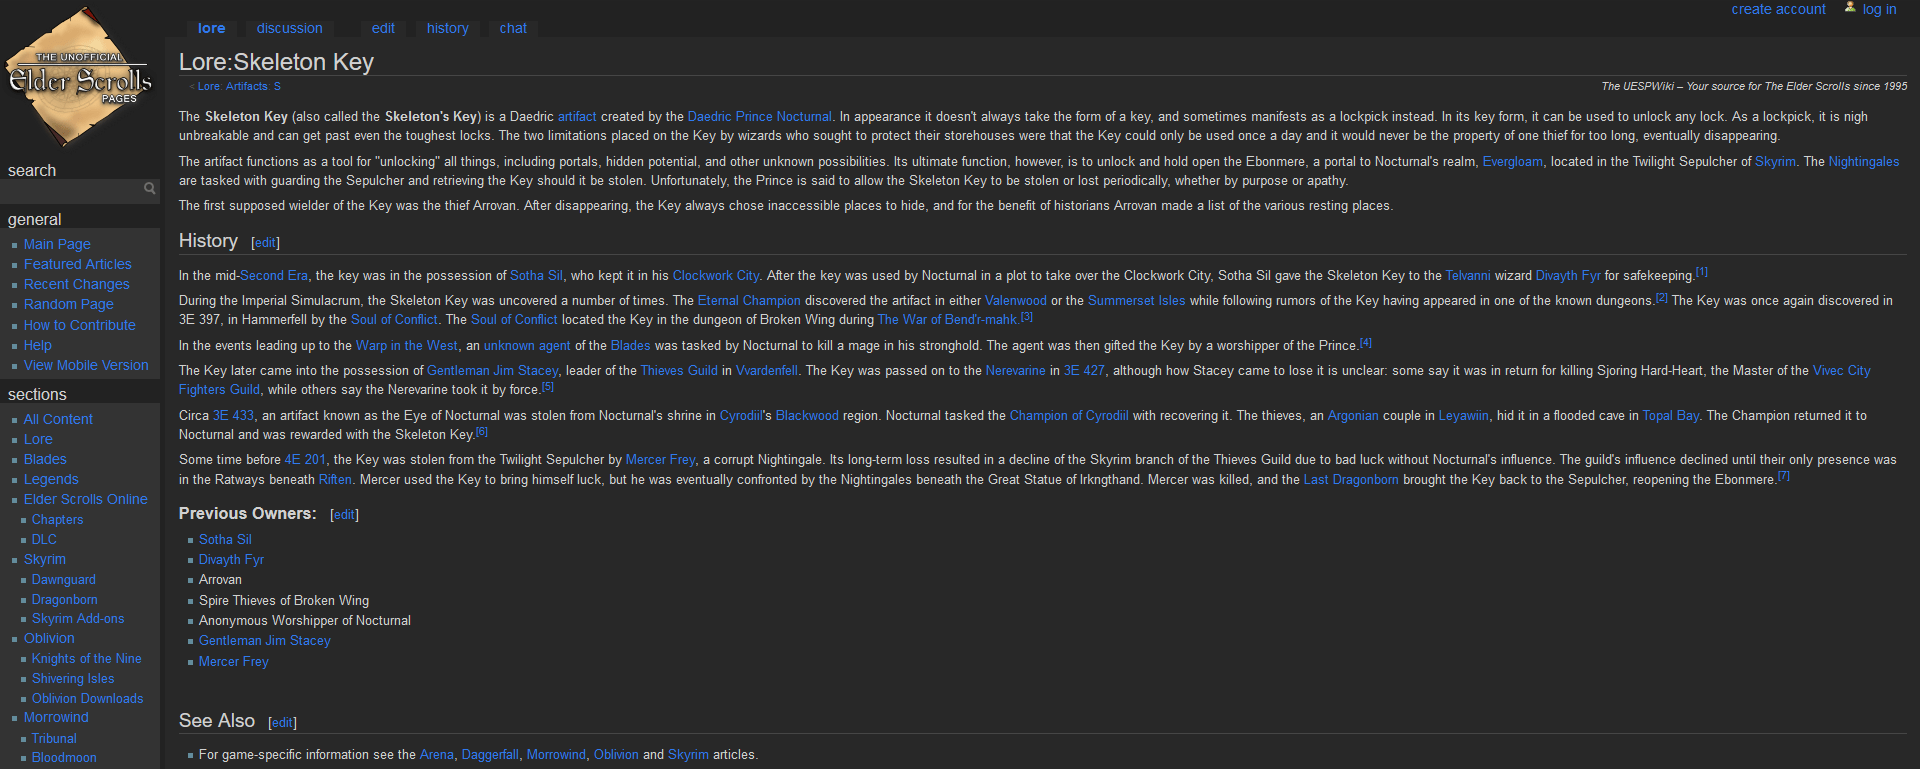 create account
log in
lore
discussion
edit
history
chat
THE UNOFFICIAL
Elder Scrolls
PAGES
Lore:Skeleton Key
< Lore: Artifacts: S
The UESPWiki – Your source for The Elder Scrolls since 1995
The Skeleton Key (also called the Skeleton's Key) is a Daedric artifact created by the Daedric Prince Nocturnal. In appearance it doesn't always take the form of a key, and sometimes manifests as a lockpick instead. In its key form, it can be used to unlock any lock. As a lockpick, it is nigh
unbreakable and can get past even the toughest locks. The two limitations placed on the Key by wizards who sought to protect their storehouses were that the Key could only be used once a day and it would never be the property of one thief for too long, eventually disappearing.
The artifact functions as a tool for "unlocking" all things, including portals, hidden potential, and other unknown possibilities. Its ultimate function, however, is to unlock and hold open the Ebonmere, a portal to Nocturnal's realm, Evergloam, located in the Twilight Sepulcher of Skyrim. The Nightingales
are tasked with guarding the Sepulcher and retrieving the Key should it be stolen. Unfortunately, the Prince is said to allow the Skeleton Key to be stolen or lost periodically, whether by purpose or apathy.
The first supposed wielder of the Key was the thief Arrovan. After disappearing, the Key always chose inaccessible places to hide, and for the benefit of historians Arrovan made a list of the various resting places.
History [edit]
In the mid-Second Era, the key was in the possession of Sotha Sil, who kept it in his Clockwork City. After the key was used by Nocturnal in a plot to take over the Clockwork City, Sotha Sil gave the Skeleton Key to the Telvanni wizard Divayth Fyr for safekeeping.[1]
During the Imperial Simulacrum, the Skeleton Key was uncovered a number of times. The Eternal Champion discovered the artifact in either Valenwood or the Summerset Isles while following rumors of the Key having appeared in one of the known dungeons.[2] The Key was once again discovered in
3E 397, in Hammerfell by the Soul of Conflict. The Soul of Conflict located the Key in the dungeon of Broken Wing during The War of Bend'r-mahk.[3]
In the events leading up to the Warp in the West, an unknown agent of the Blades was tasked by Nocturnal to kill a mage in his stronghold. The agent was then gifted the Key by a worshipper of the Prince.[4]
The Key later came into the possession of Gentleman Jim Stacey, leader of the Thieves Guild in Vvardenfell. The Key was passed on to the Nerevarine in 3E 427, although how Stacey came to lose it is unclear: some say it was in return for killing Sjoring Hard-Heart, the Master of the Vivec City
Fighters Guild, while others say the Nerevarine took it by force.[5]
Circa 3E 433, an artifact known as the Eye of Nocturnal was stolen from Nocturnal's shrine in Cyrodiil's Blackwood region. Nocturnal tasked the Champion of Cyrodiil with recovering it. The thieves, an Argonian couple in Leyawiin, hid it in a flooded cave in Topal Bay. The Champion returned it to
Nocturnal and was rewarded with the Skeleton Key.[6]
Some time before 4E 201, the Key was stolen from the Twilight Sepulcher by Mercer Frey, a corrupt Nightingale. Its long-term loss resulted in a decline of the Skyrim branch of the Thieves Guild due to bad luck without Nocturnal's influence. The guild's influence declined until their only presence was
in the Ratways beneath Riften. Mercer used the Key to bring himself luck, but he was eventually confronted by the Nightingales beneath the Great Statue of Irkngthand. Mercer was killed, and the Last Dragonborn brought the Key back to the Sepulcher, reopening the Ebonmere.[7]
Previous Owners: [edit]
Sotha Sil
Divayth Fyr
Arrovan
Spire Thieves of Broken Wing
Anonymous Worshipper of Nocturnal
Gentleman Jim Stacey
Mercer Frey
See Also [edit]
For game-specific information see the Arena, Daggerfall, Morrowind, Oblivion and Skyrim articles.
search
general
Main Page
Featured Articles
Recent Changes
Random Page
How to Contribute
Help
View Mobile Version
sections
All Content
Lore
Blades
Legends
Elder Scrolls Online
Chapters
DLC
Skyrim
Dawnguard
Dragonborn
Skyrim Add-ons
Oblivion
Knights of the Nine
Shivering Isles
Oblivion Downloads
Morrowind
Tribunal
Bloodmoon